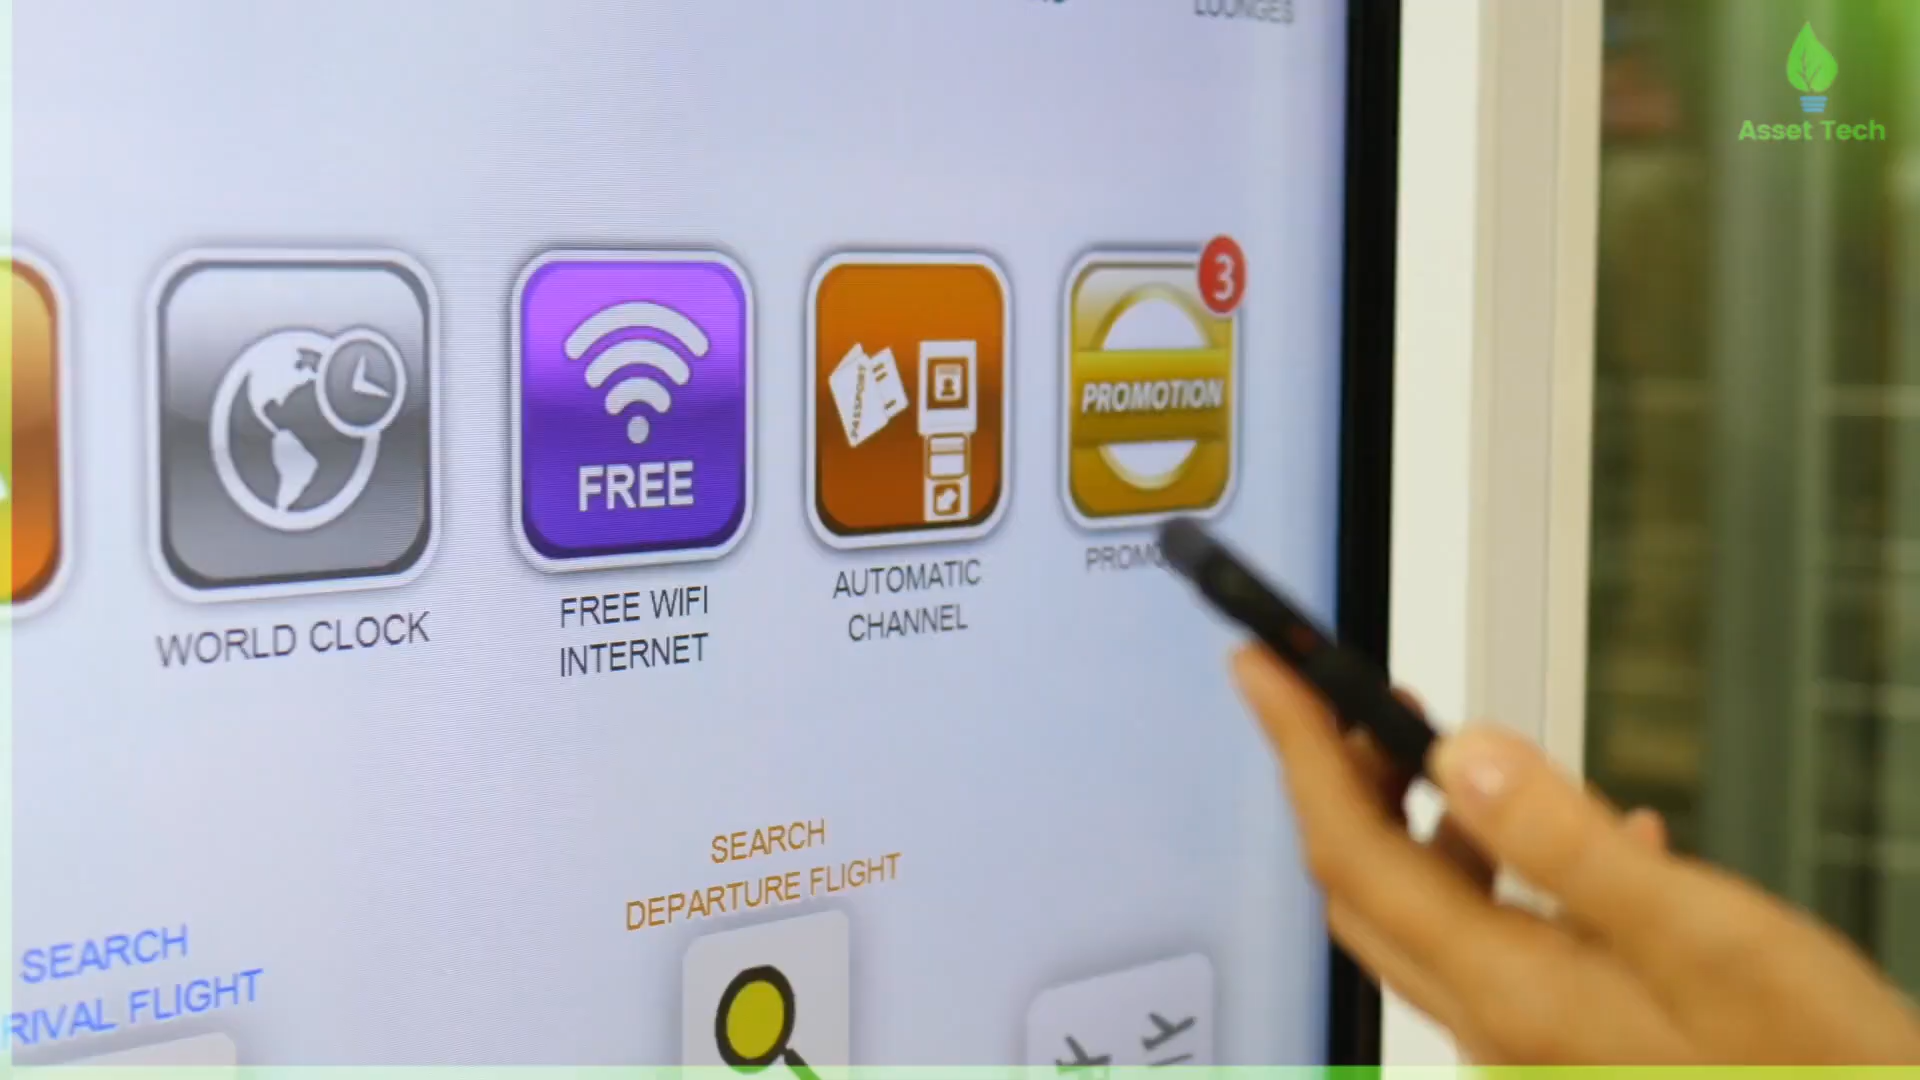 LOUNGES
Asset Tech
3
PASSPORT
PROMOTION
FREE
WORLD CLOCK
FREE WIFI
INTERNET
AUTOMATIC
CHANNEL
SEARCH
DEPARTURE FLIGHT
SEARCH
RIVAL FLIGHT